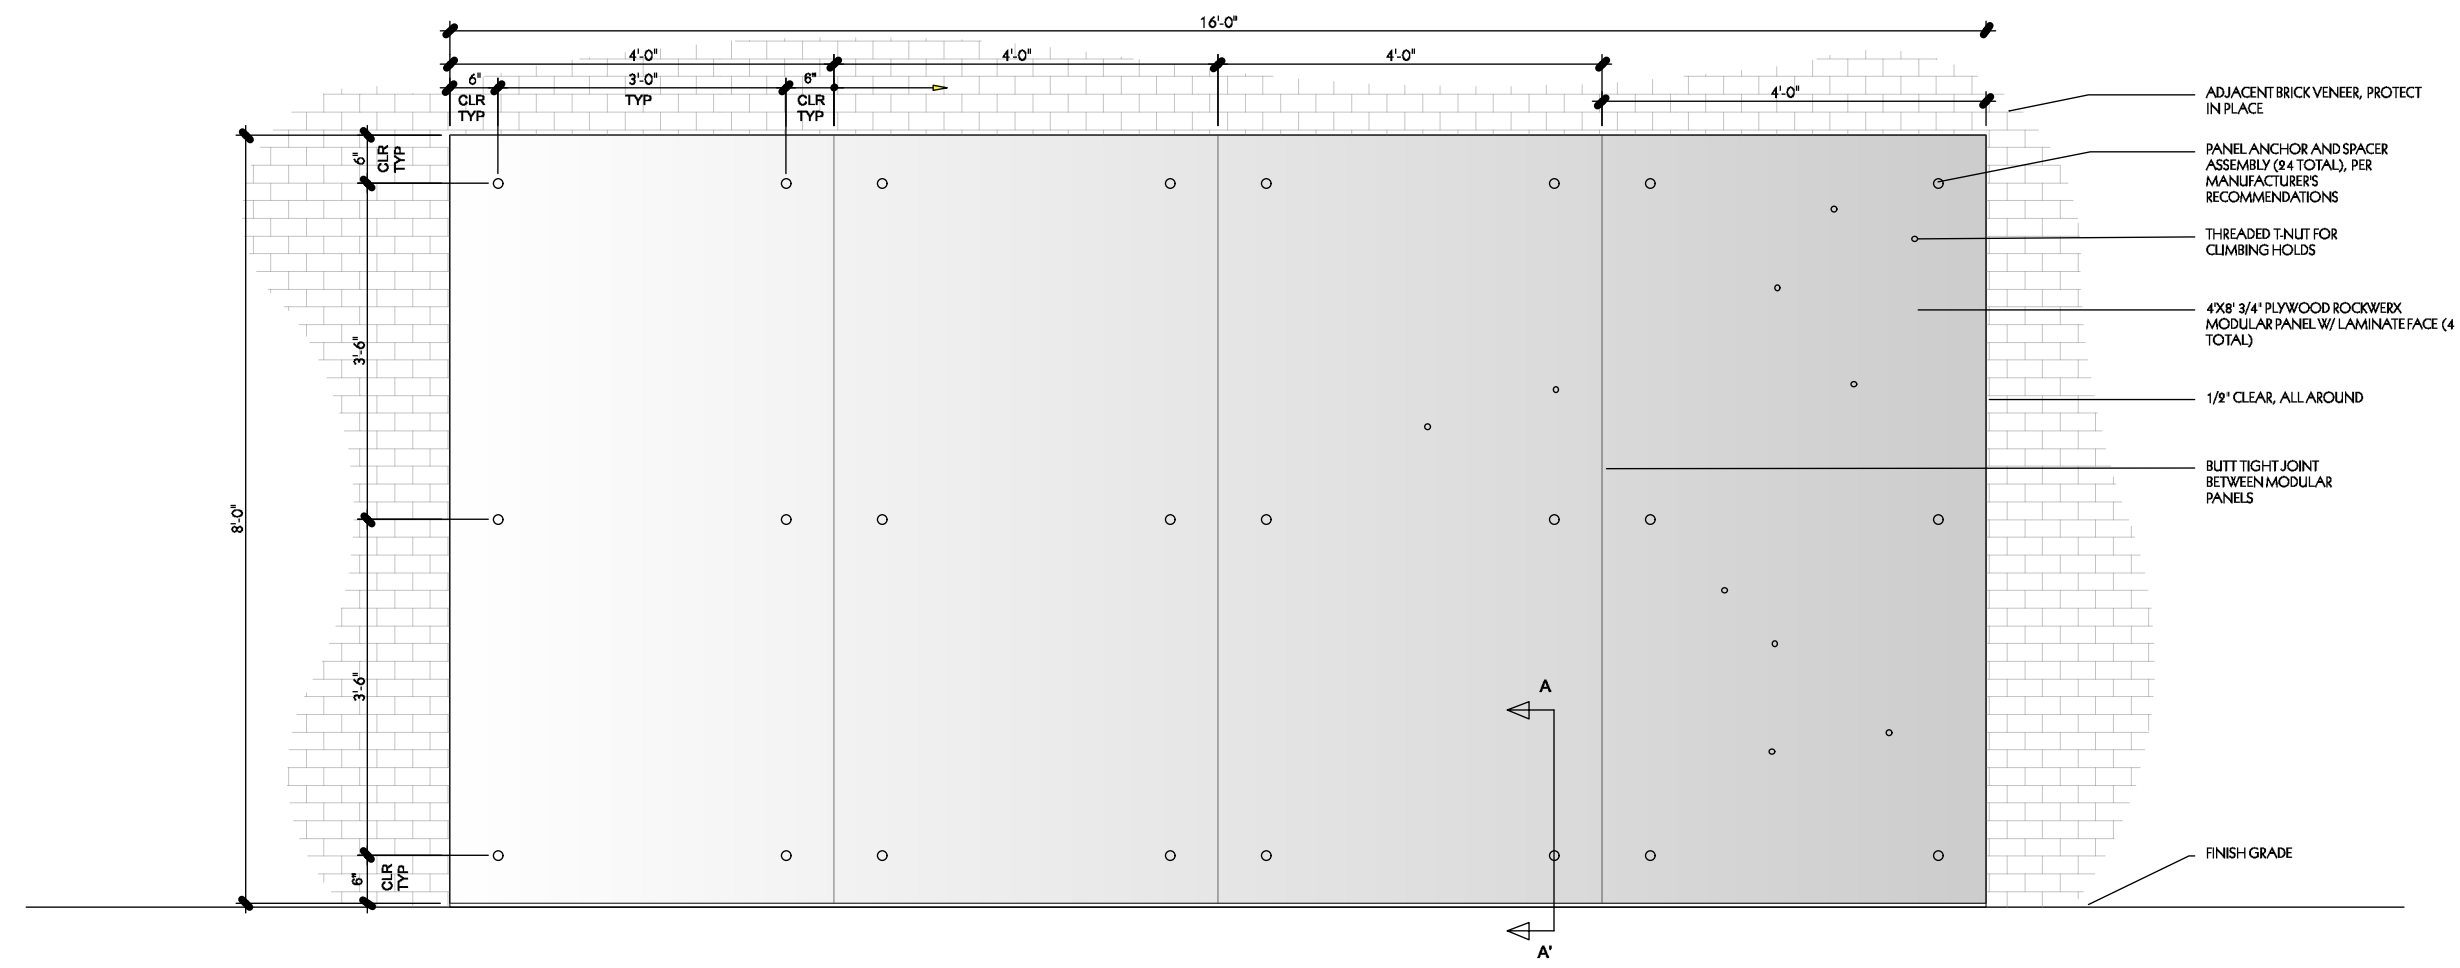 16'-0"
4'-0"
4'-0"
4'-0"
6"
CLR
TYP
3'-0"
TYP
6"
CLR
TYP
4'-0"
ADJACENT BRICK VENEER, PROTECT
IN PLACE
6"
CLR
TYP
PANEL ANCHOR AND SPACER
ASSEMBLY (24 TOTAL), PER
MANUFACTURER'S
RECOMMENDATIONS
THREADED T-NUT FOR
CLIMBING HOLDS
4'X8' 3/4" PLYWOOD ROCKWERX
MODULAR PANEL W/ LAMINATE FACE (4
TOTAL)
3'-6"
1/2" CLEAR, ALL AROUND
BUTT TIGHT JOINT
BETWEEN MODULAR
PANELS
8'-0"
3'-6"
A
FINISH GRADE
6"
CLR
TYP
A'